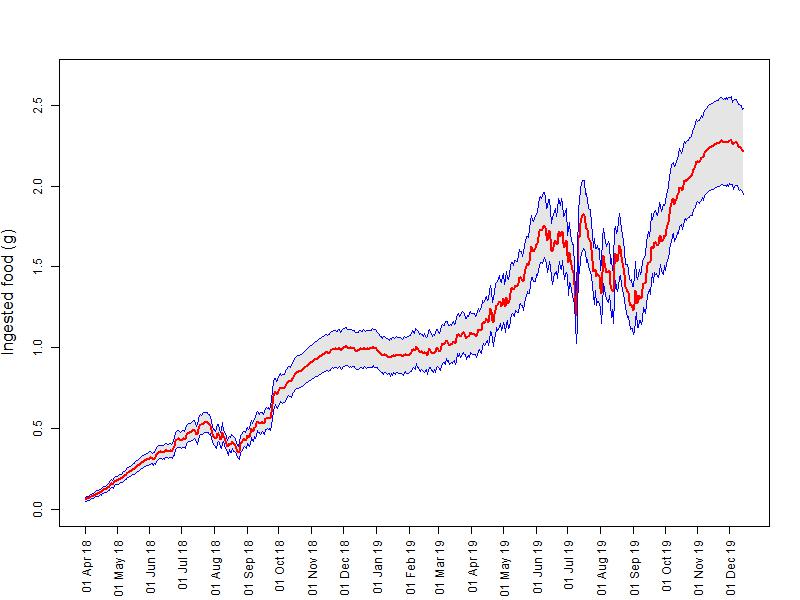 Ingested food (g)
2.5
2.0
1.5
1.0
0.5
0.0
01 Apr 18
01 May 18
01 Jun 18
01 Jul 18
01 Aug 18
01 Sep 18
01 Oct 18
01 Nov 18
01 Dec 18
01 Jan 19
01 Feb 19
01 Mar 19
01 Apr 19
01 May 19
01 Jun 19
01 Jul 19
01 Aug 19
01 Sep 19
01 Oct 19
01 Nov 19
01 Dec 19